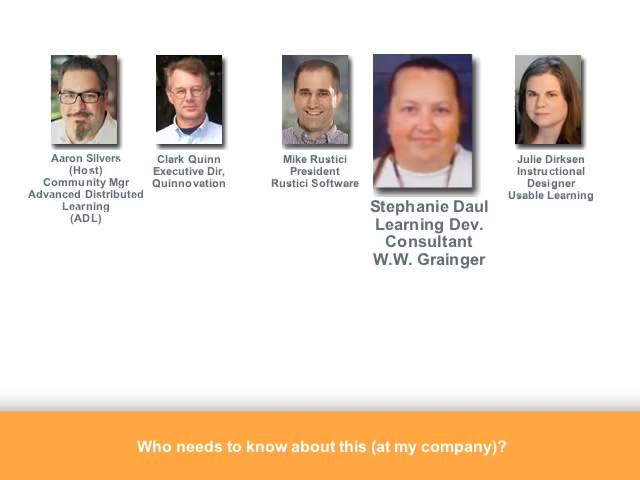 Aaron Silvers
(Host)
Community Mgr
Advanced Distributed
Learning
(ADL)
Clark Quinn
Executive Dir,
Quinnovation
Mike Rustici
President
Rustici Software
Stephanie Daul
Learning Dev.
Consultant
W.W. Grainger
Julie Dirksen
Instructional
Designer
Usable Learning
Who needs to know about this (at my company)?